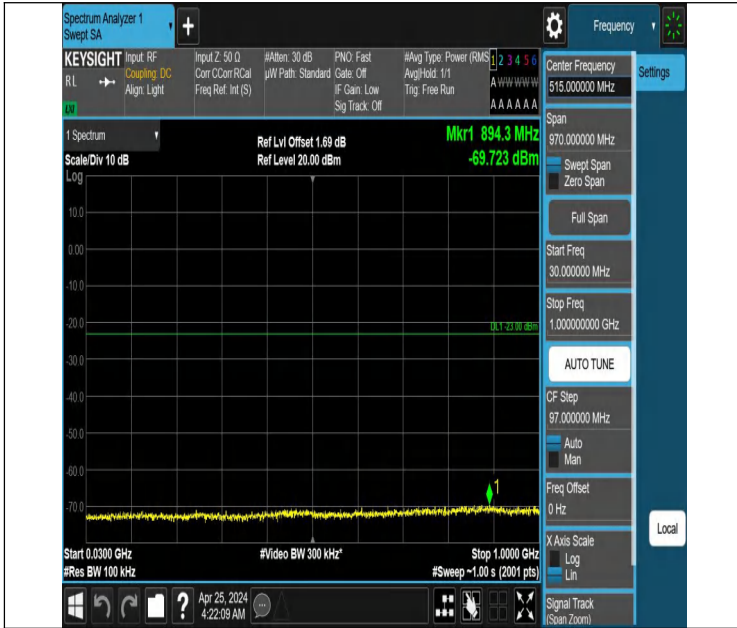 Spectrum Analyzer 1
Swept SA
+
Frequency
KEYSIGHT
RL
Input: RF
Coupling: DC
Align: Light
Input Z: 50 Ω
Corr CCorr RCal
Freq Ref: Int (S)
#Atten: 30 dB
µW Path: Standard
PNO: Fast
Gate: Off
IF Gain: Low
Sig Track: Off
#Avg Type: Power (RMS
Avg|Hold: 1/1
Trig: Free Run
1 2 3 4 5 6
A W W W W W
A A A A A A
1 Spectrum
Scale/Div 10 dB
Log
Ref Lvl Offset 1.69 dB
Ref Level 20.00 dBm
Mkr1 894.3 MHz
-69.723 dBm
10.0
0.00
-10.0
-20.0
DL1 -23.00 dBm
-30.0
-40.0
-50.0
-60.0
1
-70.0
Start 0.0300 GHz
#Video BW 300 kHz*
Stop 1.0000 GHz
#Res BW 100 kHz
#Sweep ~1.00 s (2001 pts)
?
Apr 25, 2024
4:22:09 AM
Center Frequency
515.000000 MHz
Settings
Span
970.000000 MHz
Swept Span
Zero Span
Full Span
Start Freq
30.000000 MHz
Stop Freq
1.000000000 GHz
AUTO TUNE
CF Step
97.000000 MHz
Auto
Man
Freq Offset
0 Hz
Local
X Axis Scale
Log
Lin
Signal Track
(Span Zoom)